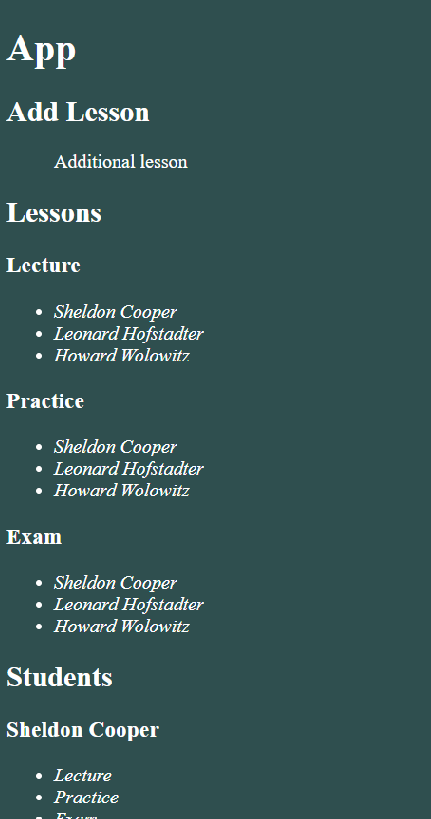 App
Add Lesson
Additional lesson
Lessons
Lecture
Sheldon Cooper
Leonard Hofstadter
Howard Wolowitz
Practice
Sheldon Cooper
Leonard Hofstadter
Howard Wolowitz
Exam
Sheldon Cooper
Leonard Hofstadter
Howard Wolowitz
Students
Sheldon Cooper
Lecture
Practice
Exam